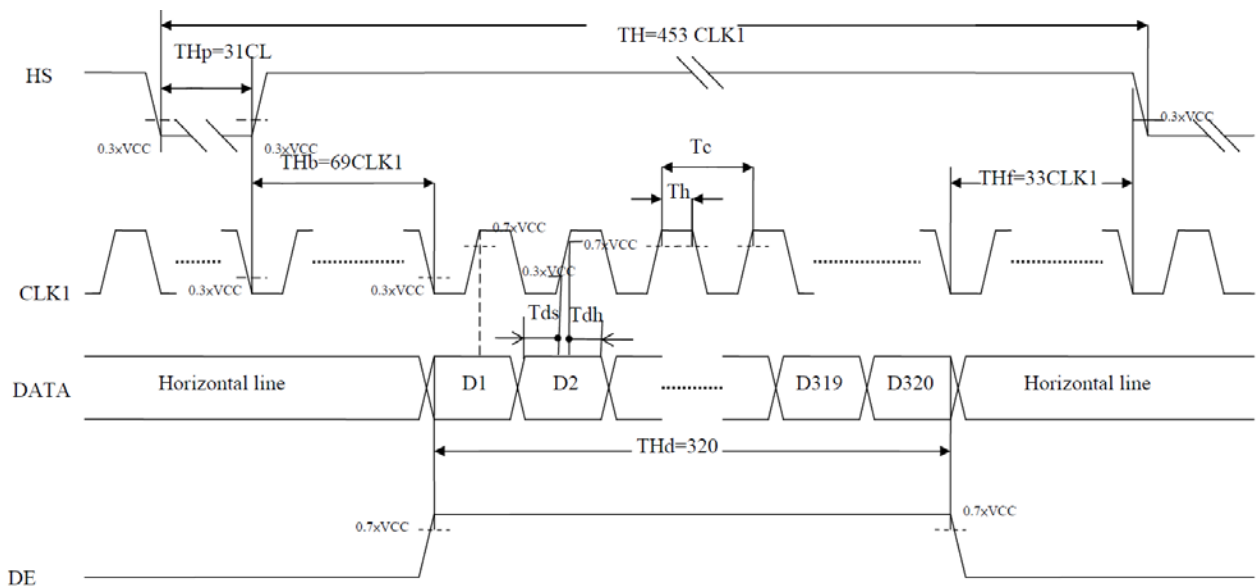 TH=453 CLK1
THp=31CL
HS
0.3xVCC
0.3xVCC
0.3xVCC
THb=69CLK1
Tc
Th
THf=33CLK1
0.7xVCC
0.7xVCC
0.3xVCC
........
................
................
........
CLK1
0.3xVCC
0.3xVCC
Tds
Tdh
DATA
Horizontal line
D1
D2
............
D319
D320
Horizontal line
THd=320
0.7xVCC
0.7xVCC
DE